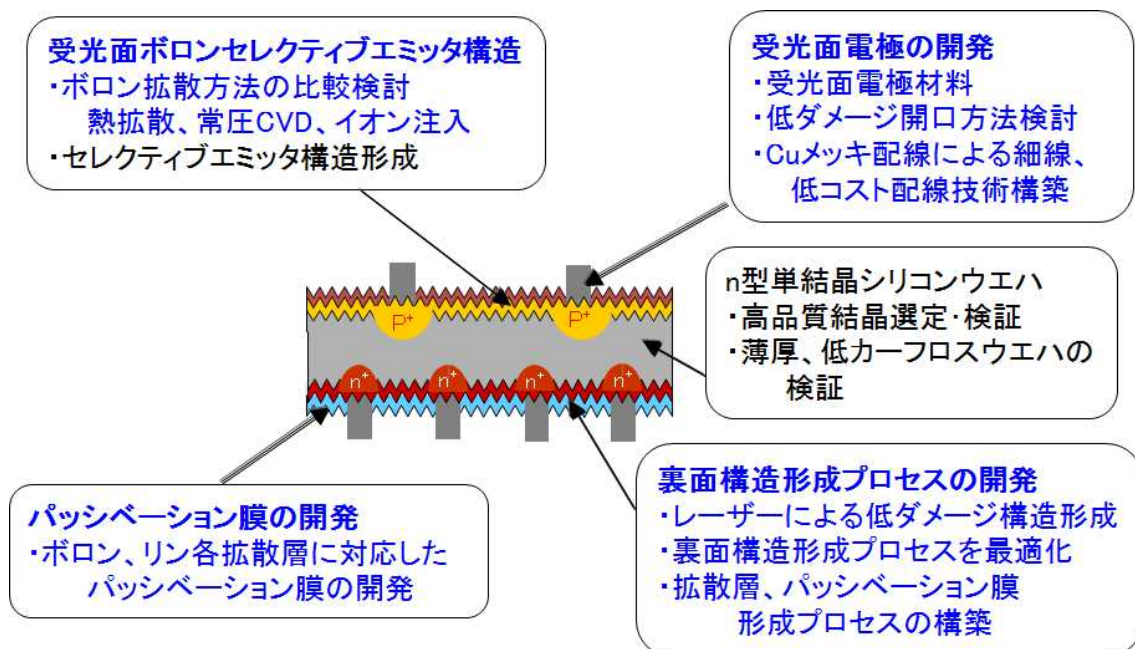 受光面ボロンセレクティブエミッタ構造
・ボロン拡散方法の比較検討
熱拡散、常圧CVD、イオン注入
・セレクティブエミッタ構造形成
受光面電極の開発
・受光面電極材料
・低ダメージ開口方法検討
・Cuメッキ配線による細線、
低コスト配線技術構築
n型単結晶シリコンウエハ
・高品質結晶選定・検証
・薄厚、低カーフロスウエハの
検証
P+ P+
n+ n+ n+ n+
パッシベーション膜の開発
・ボロン、リン各拡散層に対応した
パッシベーション膜の開発
裏面構造形成プロセスの開発
・レーザーによる低ダメージ構造形成
・裏面構造形成プロセスを最適化
・拡散層、パッシベーション膜
形成プロセスの構築